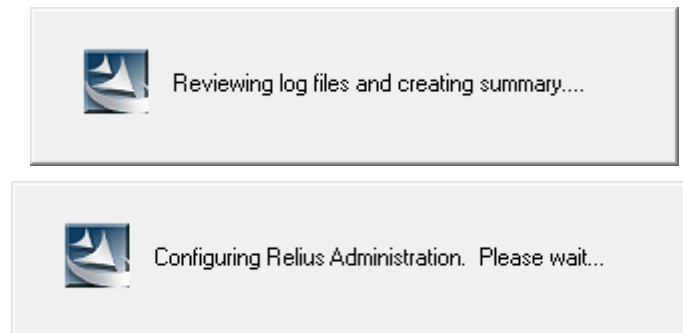 Reviewing log files and creating summary....
Configuring Relius Administration.  Please wait...